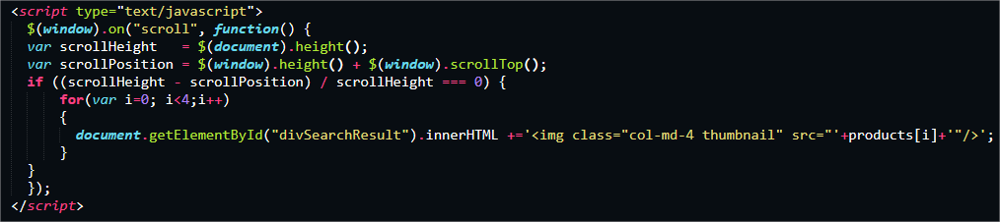 <script type="text/javascript">
  $(window).on("scroll", function() {
  var scrollHeight   = $(document).height();
  var scrollPosition = $(window).height() + $(window).scrollTop();
  if ((scrollHeight - scrollPosition) / scrollHeight === 0) {
      for(var i=0; i<4;i++)
      {
        document.getElementById("divSearchResult").innerHTML +='<img class="col-md-4 thumbnail" src="'+products[i]+'"/>';
      }
  }
  });
</script>